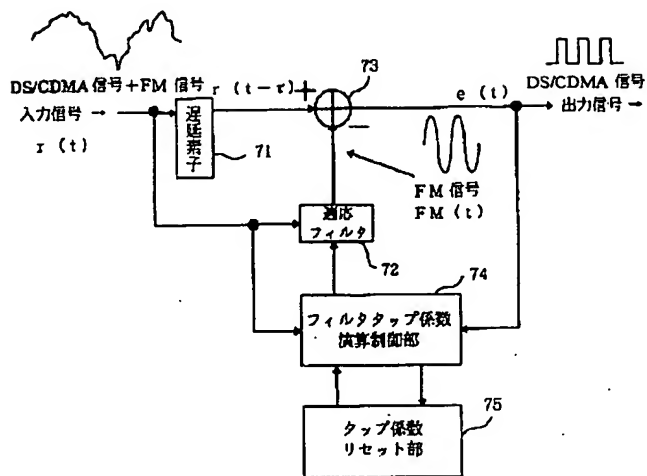 DS/CDMA 信号+FM 信号
入力信号 →
r (t)
r (t-τ)
+
73
e (t)
DS/CDMA 信号
出力信号 →
遅延素子
71
−
FM 信号
FM (t)
適応
フィルタ
72
74
フィルタタップ係数
演算制御部
タップ係数
リセット部
75